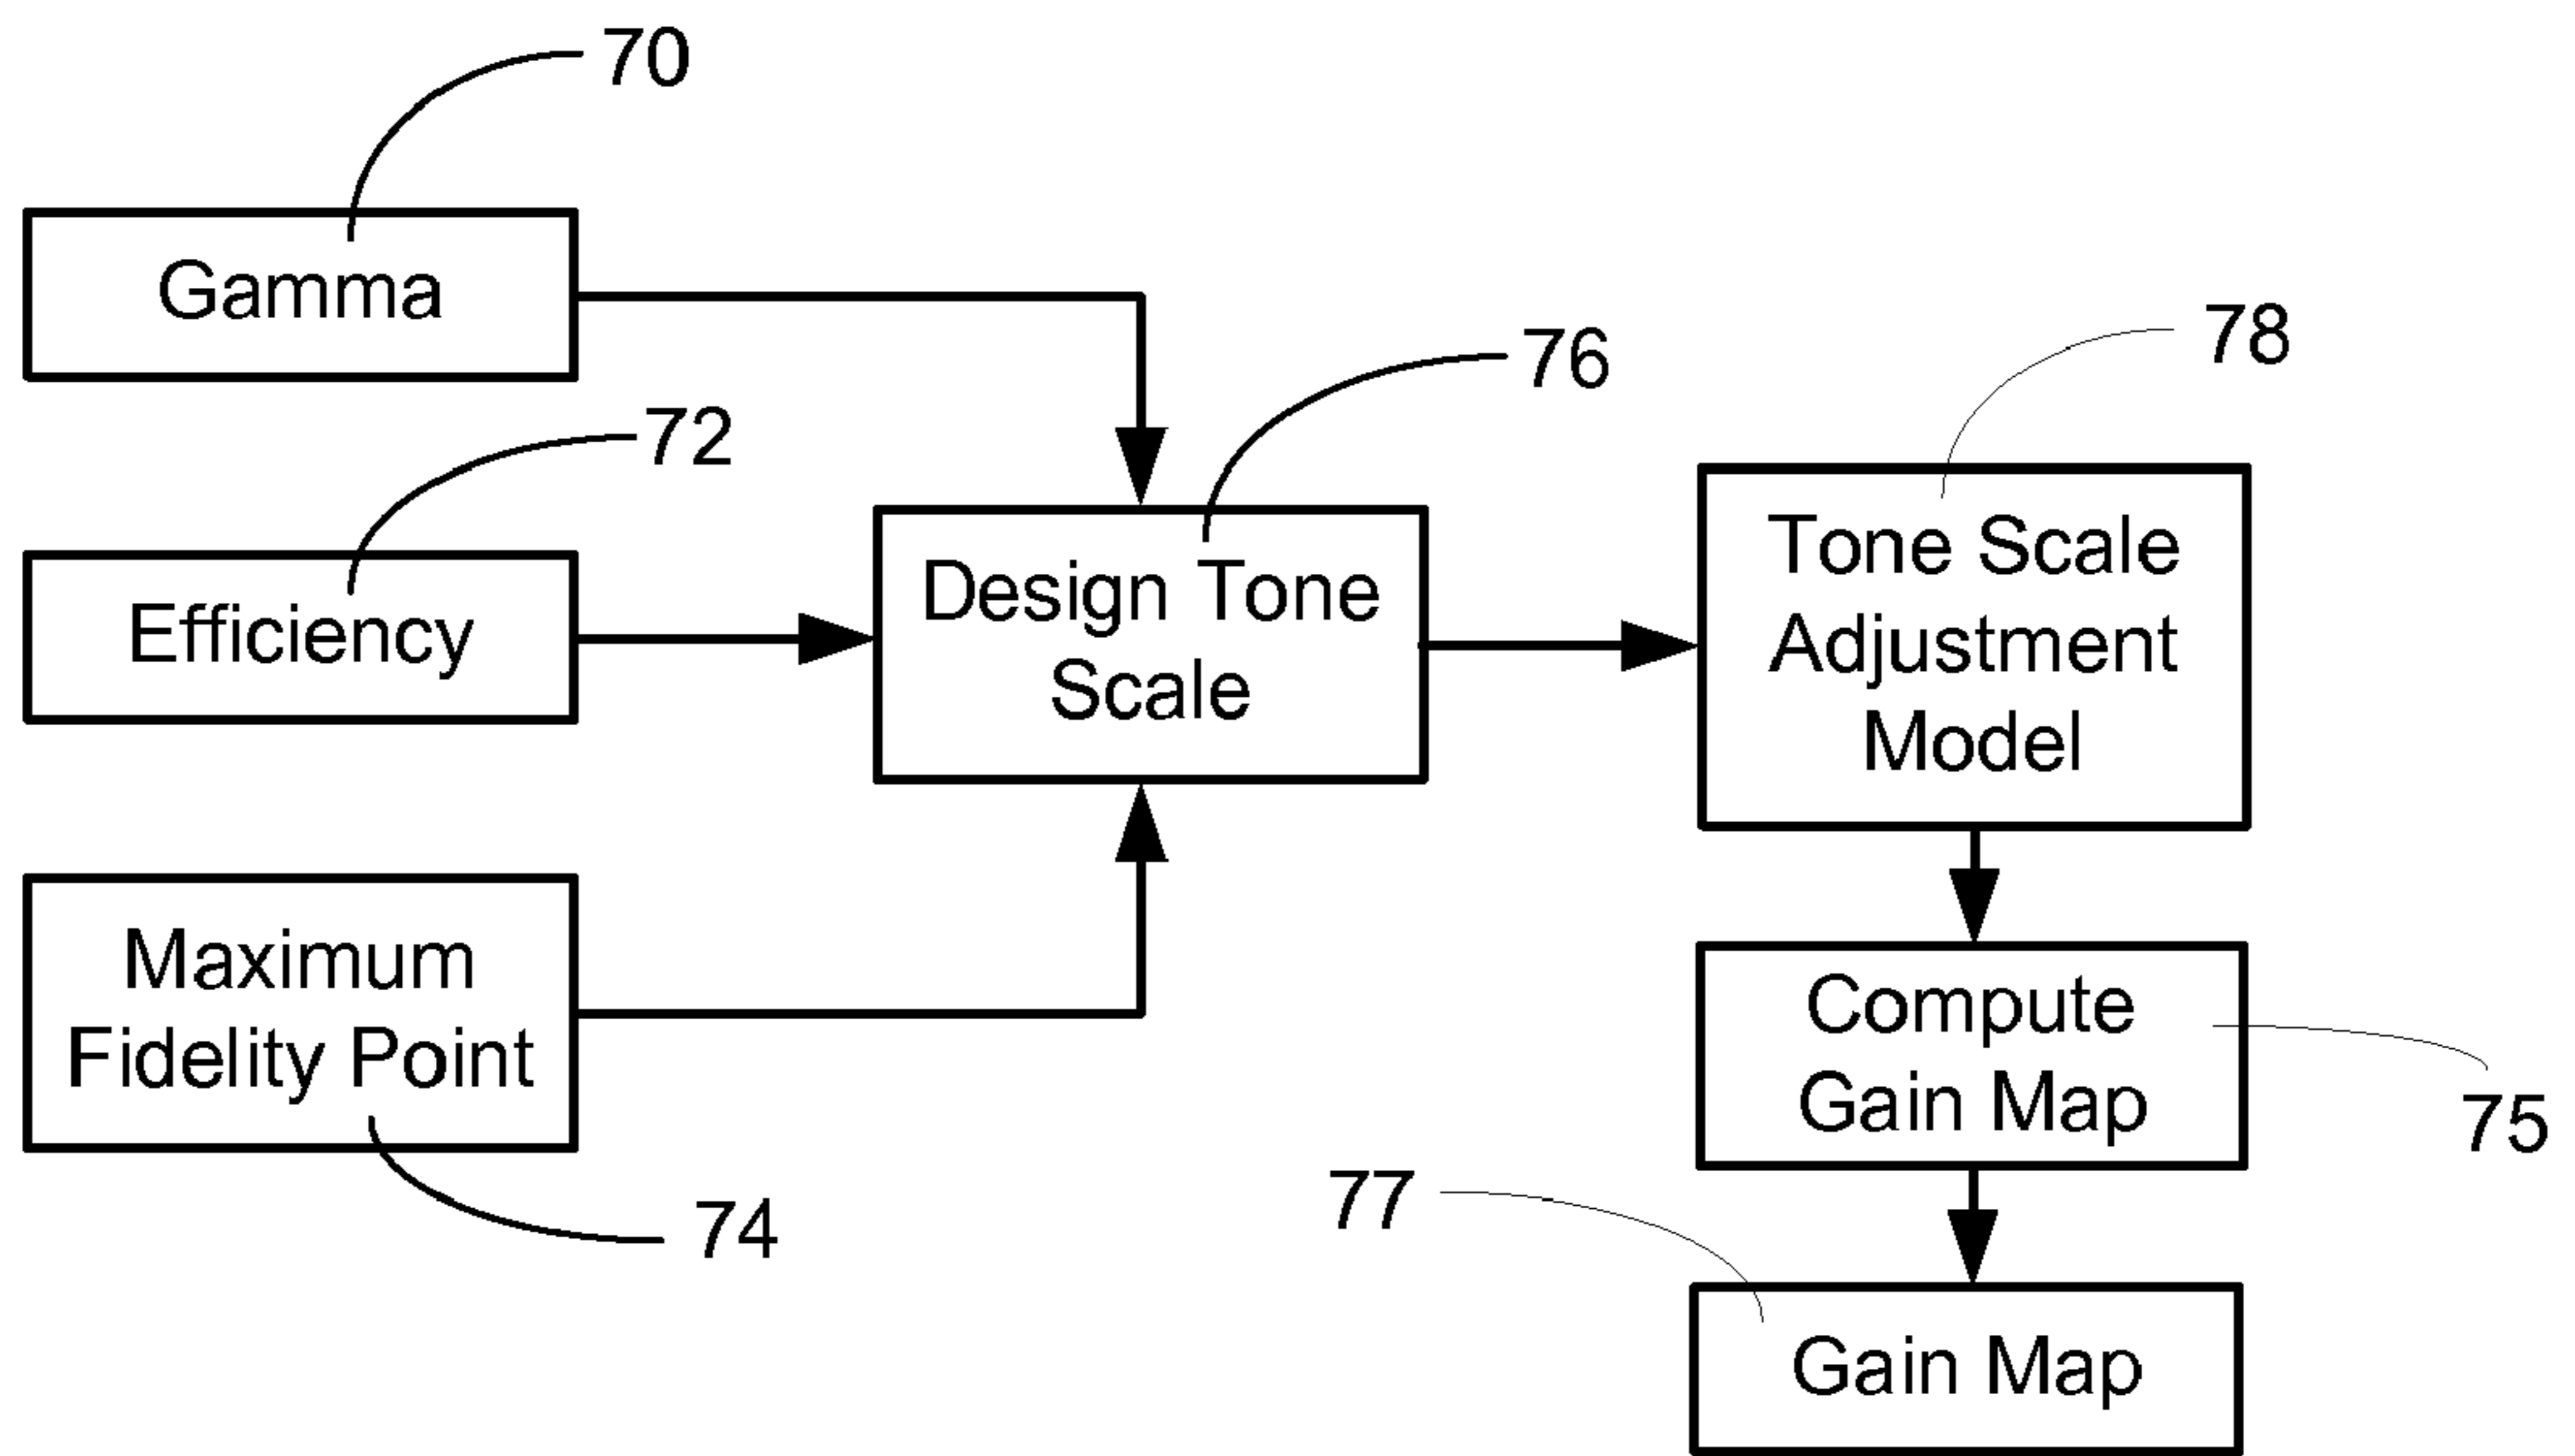 70
Gamma
72
Efficiency
Maximum
Fidelity Point
74
76
Design Tone
Scale
78
Tone Scale
Adjustment
Model
Compute
Gain Map
75
77
Gain Map